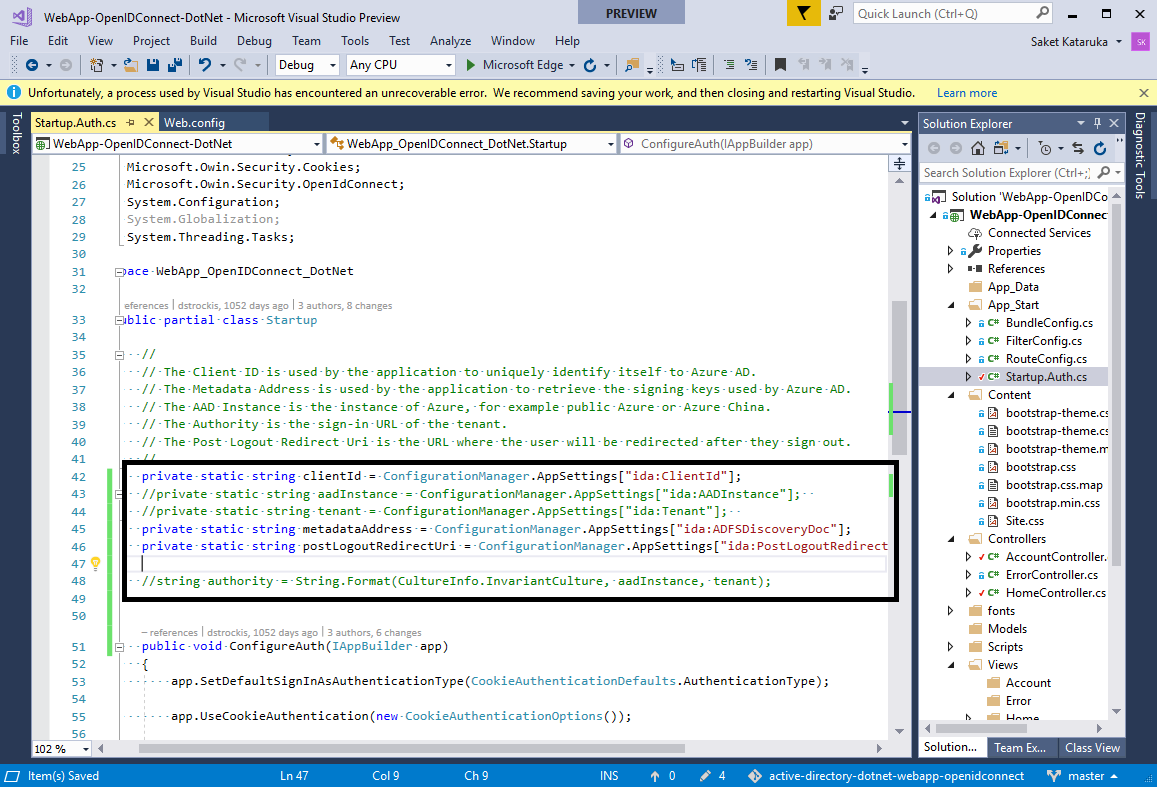 WebApp-OpenIDConnect-DotNet - Microsoft Visual Studio Preview
PREVIEW
Quick Launch (Ctrl+Q)
File Edit View Project Build Debug Team Tools Test Analyze Window Help
Saket Kataruka
SK
Debug Any CPU Microsoft Edge
Unfortunately, a process used by Visual Studio has encountered an unrecoverable error. We recommend saving your work, and then closing and restarting Visual Studio. Learn more
Toolbox
Startup.Auth.cs Web.config
WebApp-OpenIDConnect-DotNet WebApp_OpenIDConnect_DotNet.Startup ConfigureAuth(IAppBuilder app)
25 Microsoft.Owin.Security.Cookies;
26 Microsoft.Owin.Security.OpenIdConnect;
27 System.Configuration;
28 System.Globalization;
29 System.Threading.Tasks;
30
31 pace WebApp_OpenIDConnect_DotNet
32
references | dstrockis, 1052 days ago | 3 authors, 8 changes
33 ublic partial class Startup
34
35 //
36 // The Client ID is used by the application to uniquely identify itself to Azure AD.
37 // The Metadata Address is used by the application to retrieve the signing keys used by Azure AD.
38 // The AAD Instance is the instance of Azure, for example public Azure or Azure China.
39 // The Authority is the sign-in URL of the tenant.
40 // The Post Logout Redirect Uri is the URL where the user will be redirected after they sign out.
41 //
42 private static string clientId = ConfigurationManager.AppSettings["ida:ClientId"];
43 //private static string aadInstance = ConfigurationManager.AppSettings["ida:AADInstance"];
44 //private static string tenant = ConfigurationManager.AppSettings["ida:Tenant"];
45 private static string metadataAddress = ConfigurationManager.AppSettings["ida:ADFSDiscoveryDoc"];
46 private static string postLogoutRedirectUri = ConfigurationManager.AppSettings["ida:PostLogoutRedirect
47
48 //string authority = String.Format(CultureInfo.InvariantCulture, aadInstance, tenant);
49
50
– references | dstrockis, 1052 days ago | 3 authors, 6 changes
51 public void ConfigureAuth(IAppBuilder app)
52 {
53 app.SetDefaultSignInAsAuthenticationType(CookieAuthenticationDefaults.AuthenticationType);
54
55 app.UseCookieAuthentication(new CookieAuthenticationOptions());
56
102 %
Solution Explorer
Search Solution Explorer (Ctrl+;)
Solution 'WebApp-OpenIDCo
WebApp-OpenIDConnec
Connected Services
Properties
References
App_Data
App_Start
C# BundleConfig.cs
C# FilterConfig.cs
C# RouteConfig.cs
C# Startup.Auth.cs
Content
bootstrap-theme.cs
bootstrap-theme.cs
bootstrap-theme.m
bootstrap.css
bootstrap.css.map
bootstrap.min.css
Site.css
Controllers
C# AccountController.
C# ErrorController.cs
C# HomeController.cs
fonts
Models
Scripts
Views
Account
Error
Home
Solution... Team Ex... Class View
Diagnostic Tools
Item(s) Saved Ln 47 Col 9 Ch 9 INS 0 4 active-directory-dotnet-webapp-openidconnect master